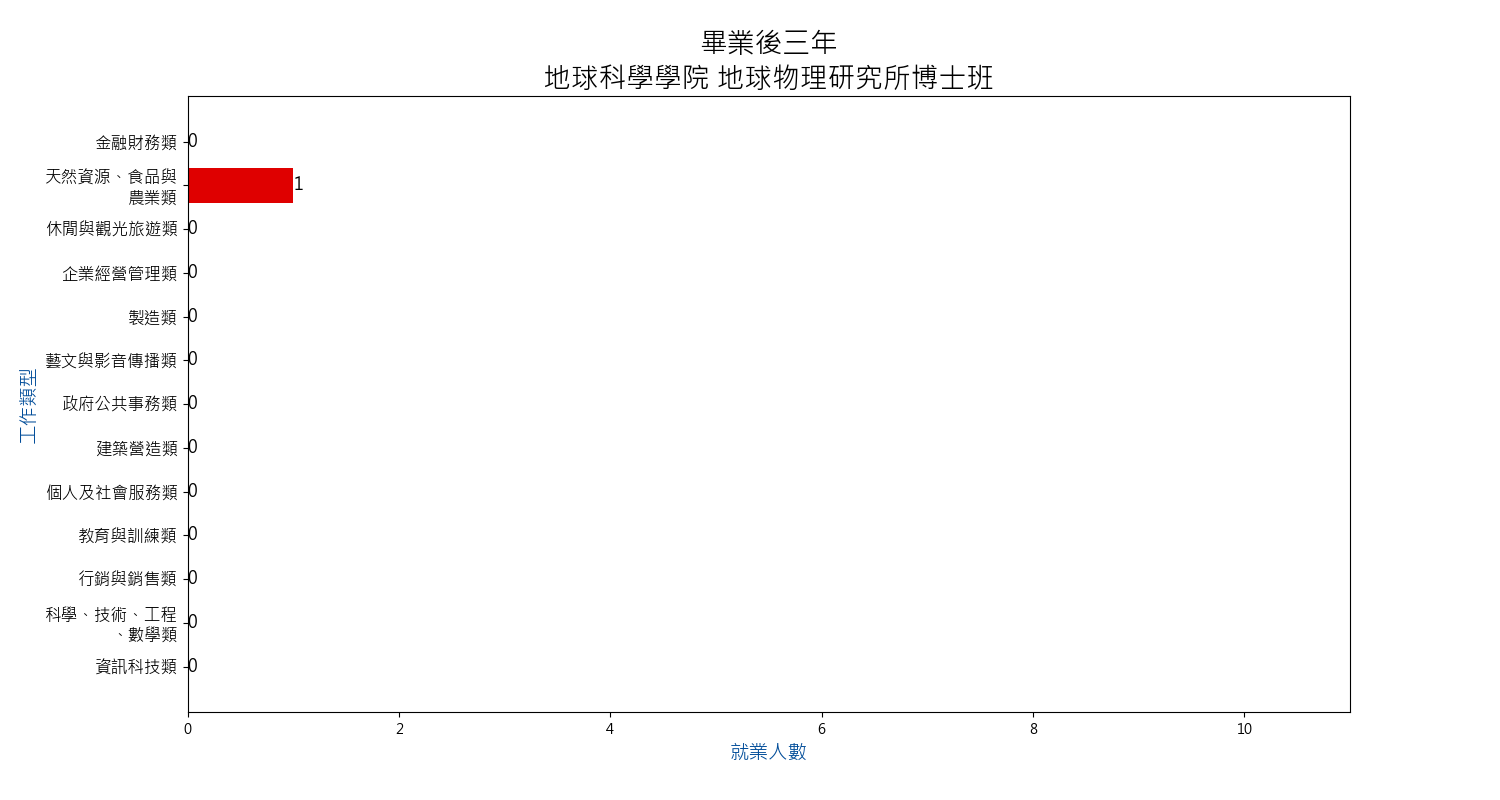 畢業後三年
地球科學學院 地球物理研究所博士班
金融財務類 0
天然資源、食品與
農業類 1
休閒與觀光旅遊類 0
企業經營管理類 0
製造類 0
藝文與影音傳播類 0
政府公共事務類 0
建築營造類 0
個人及社會服務類 0
教育與訓練類 0
行銷與銷售類 0
科學、技術、工程
、數學類 0
資訊科技類 0
工作類型
0 2 4 6 8 10
就業人數